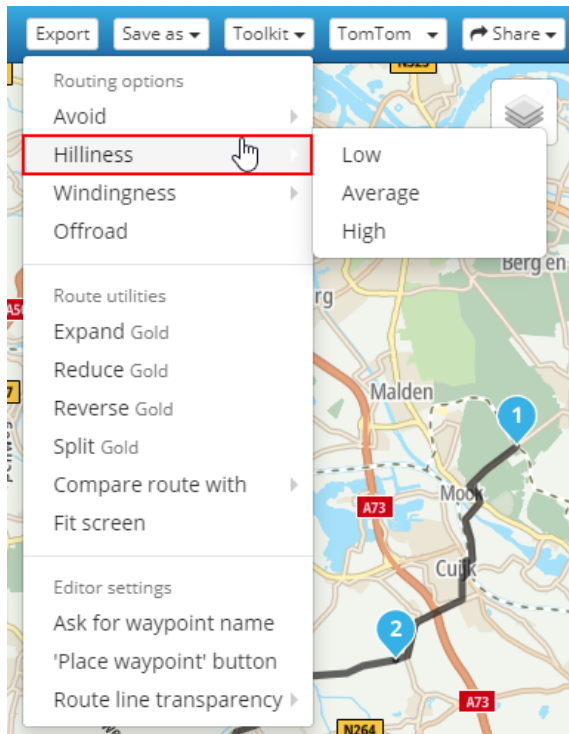 Export
Save as
Toolkit
TomTom
Share
N325
Routing options
Avoid
Hilliness
Windingness
Offroad
Low
Average
High
Route utilities
Expand Gold
Reduce Gold
Reverse Gold
Split Gold
Compare route with
Fit screen
Editor settings
Ask for waypoint name
'Place waypoint' button
Route line transparency
Berg en
rg
Malden
1
A73
Mook
Cuijk
2
A73
N264